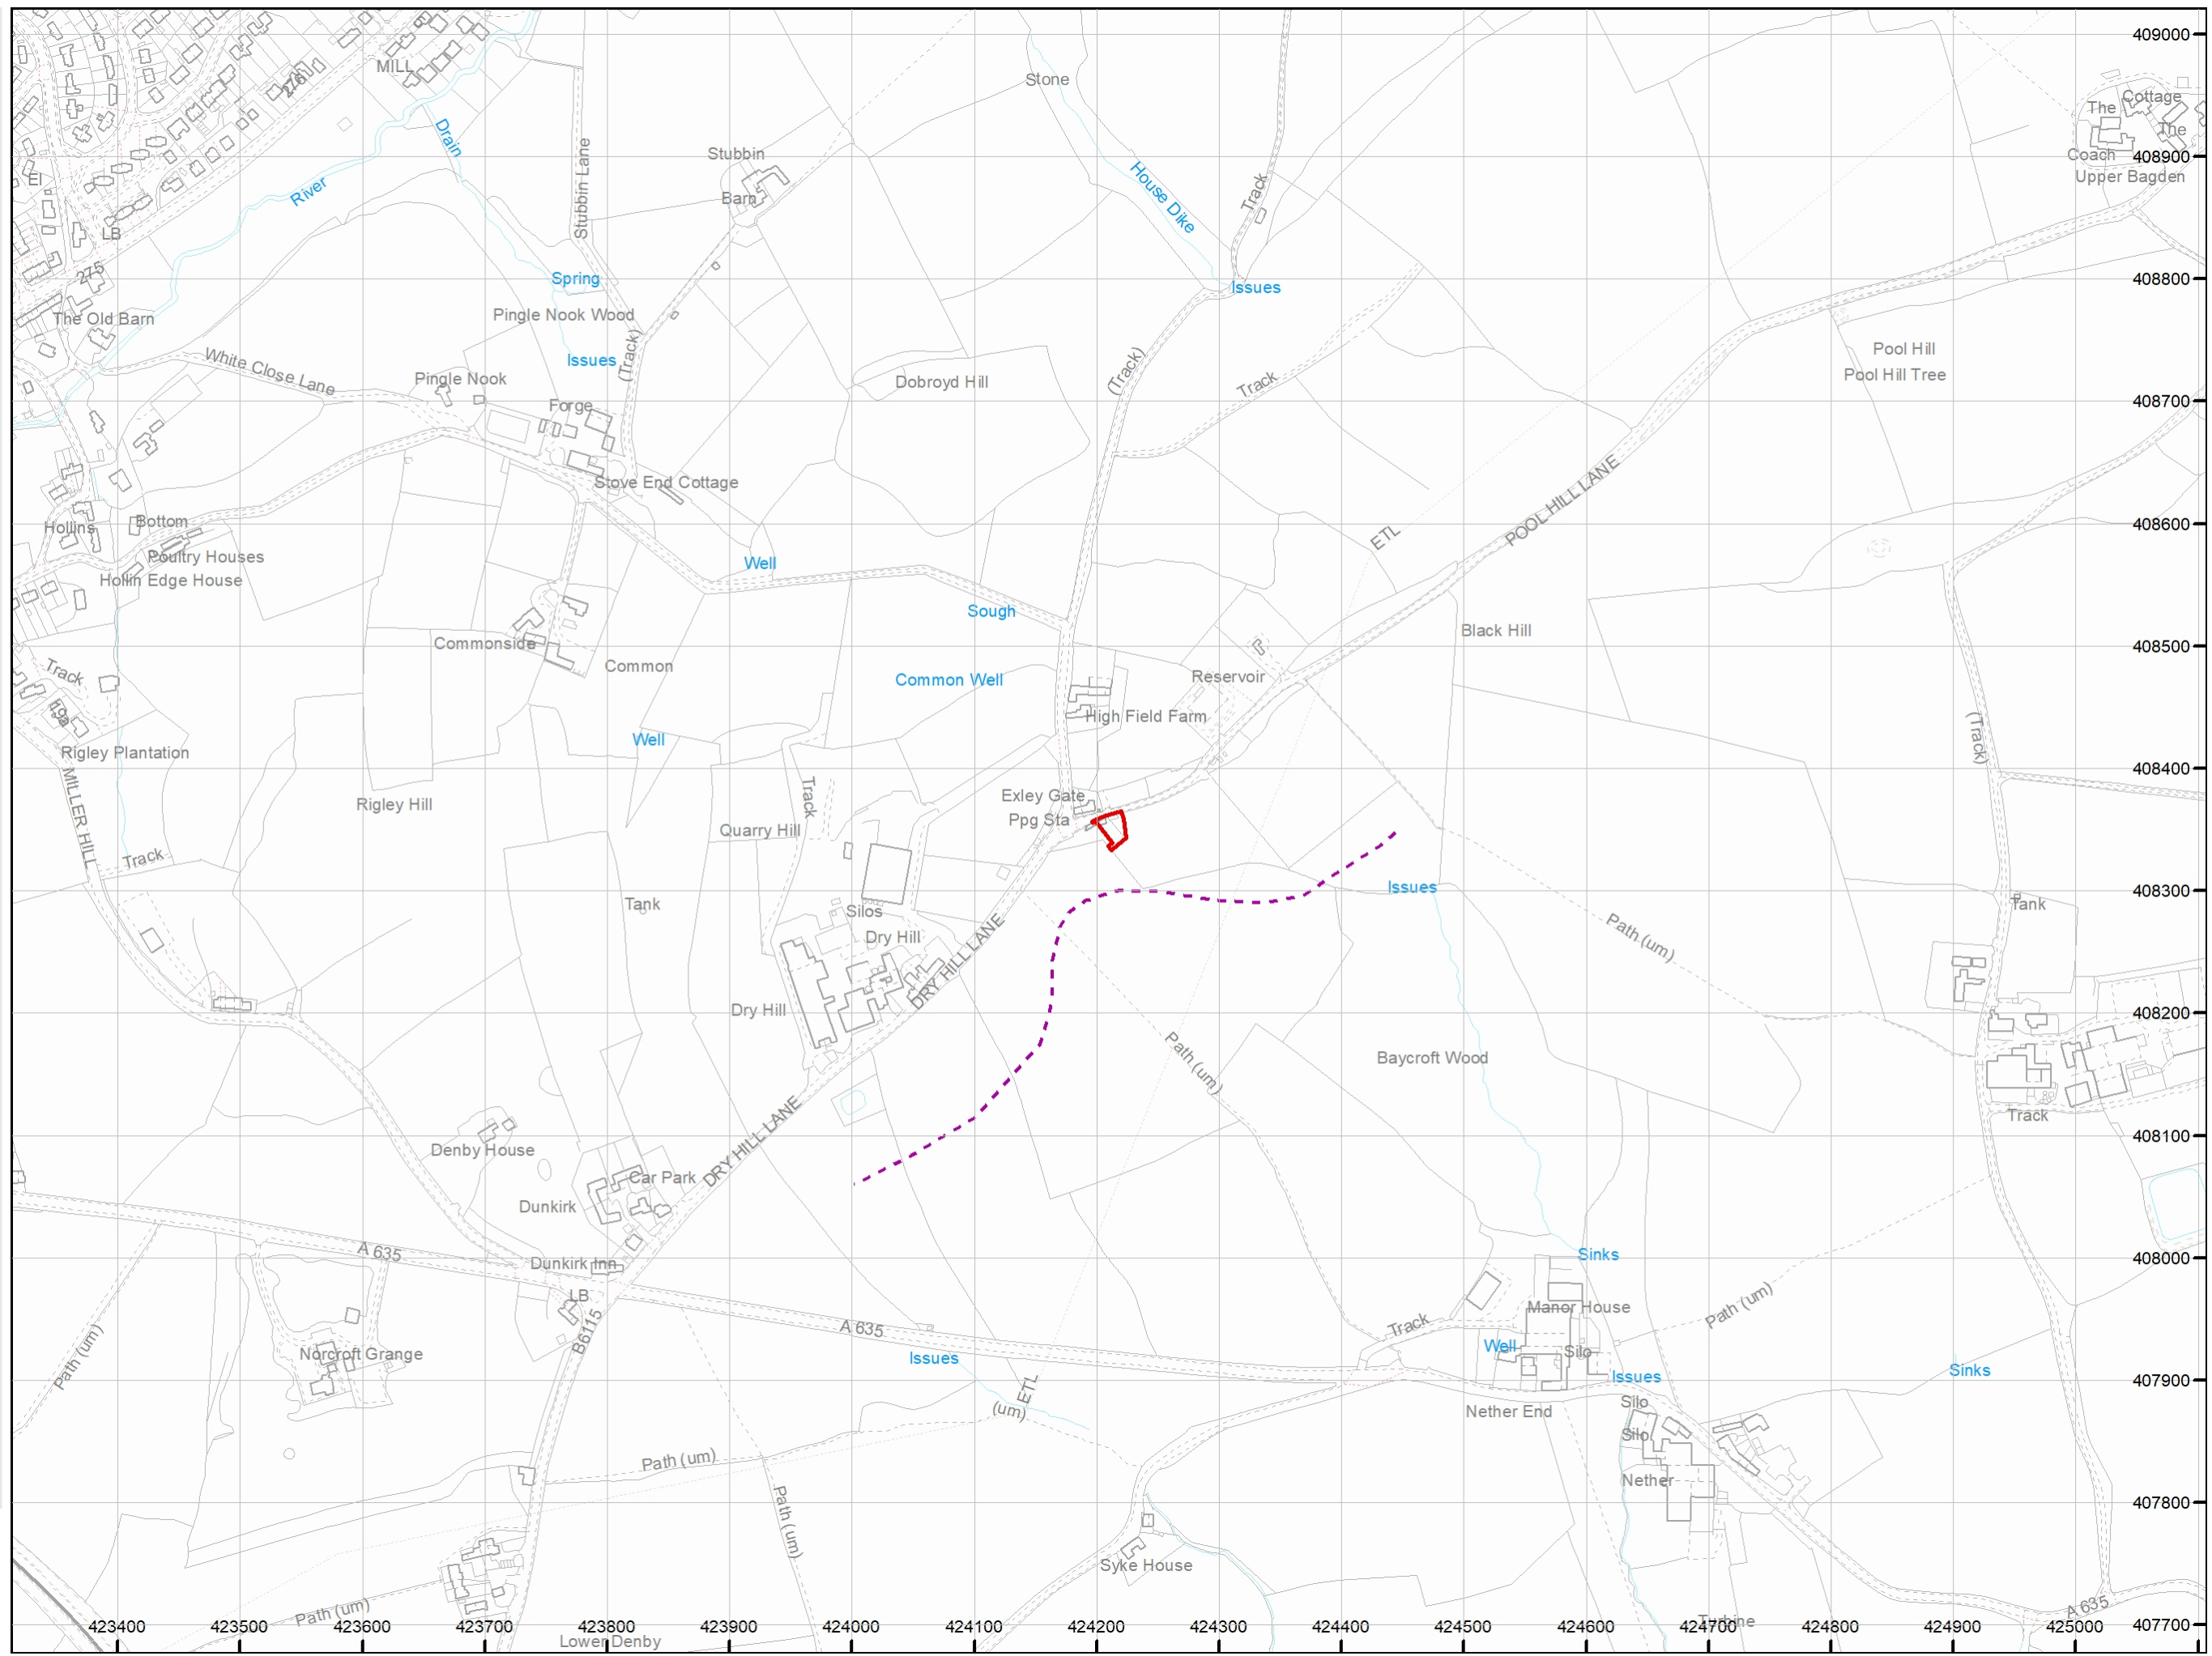 409000
Stone
MILL
276
61
The Cottage
The
The
Drain
Stubbin Lane
Stubbin
408900
Coach
Upper Bagden
El
River
House Dike
Track
Barn
LB
275
Spring
408800
Issues
The Old Barn
Pingle Nook Wood
Pool Hill
White Close Lane
Issues
(Track)
(Track)
Pool Hill Tree
Pingle Nook
Dobroyd Hill
Track
Forge
408700
Stove End Cottage
POOL HILL LANE
Hollins
Bottom
408600
ETL
Poultry Houses
Well
Hollin Edge House
Sough
Black Hill
Commonside
408500
Track
Common
Common Well
Reservoir
19a
High Field Farm
Rigley Plantation
Well
(Track)
408400
MILLER HILL
Rigley Hill
Track
Exley Gate
Quarry Hill
Ppg Sta
Track
408300
Issues
Tank
Silos
Tank
Dry Hill
DRY HILL LANE
Path (um)
Dry Hill
408200
Path (um)
Baycroft Wood
Track
408100
Denby House
DRY HILL LANE
Car Park
Dunkirk
A 635
Sinks
408000
Dunkirk Inn
LB
B6115
Manor House
Path (um)
A 635
Track
Path (um)
Norcroft Grange
Issues
Well
Silo
Sinks
Issues
407900
ETL
(um)
Nether End
Silo
Silo
Path (um)
Nether
407800
Path (um)
Syke House
Path (um)
A 635
Turbine
407700
423400
423500
423600
423700
423800
423900
424000
424100
424200
424300
424400
424500
424600
424700
424800
424900
425000
Lower Denby